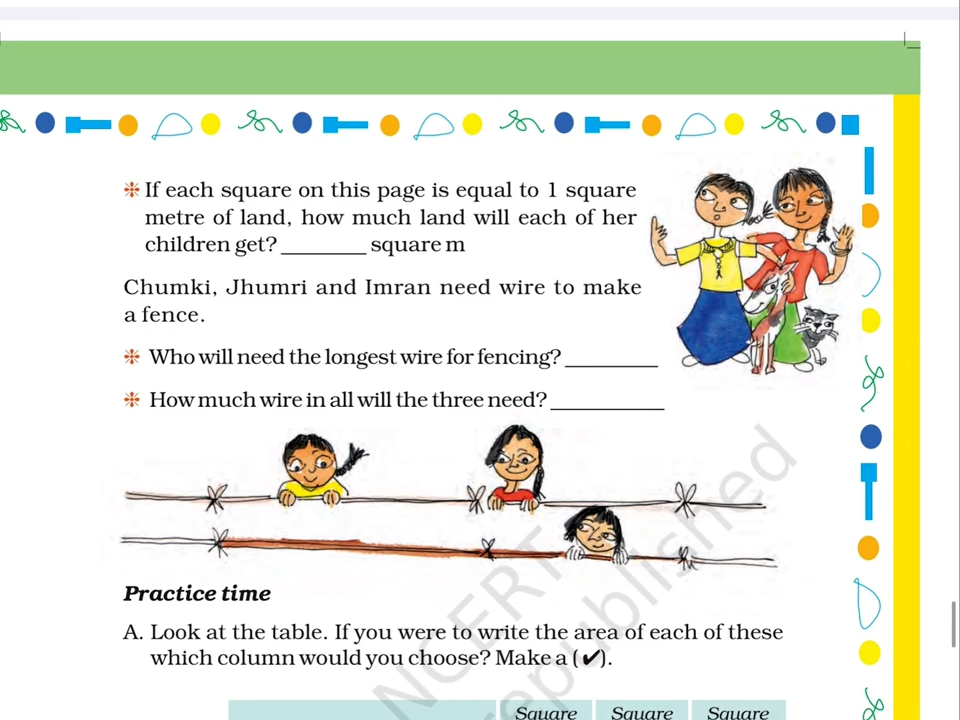 ❉ If each square on this page is equal to 1 square
metre of land, how much land will each of her
children get? ________ square m
Chumki, Jhumri and Imran need wire to make
a fence.
❉ Who will need the longest wire for fencing? _________
❉ How much wire in all will the three need? ___________
Practice time
A. Look at the table. If you were to write the area of each of these
which column would you choose? Make a (✔).
Square Square Square
NCERT
republished